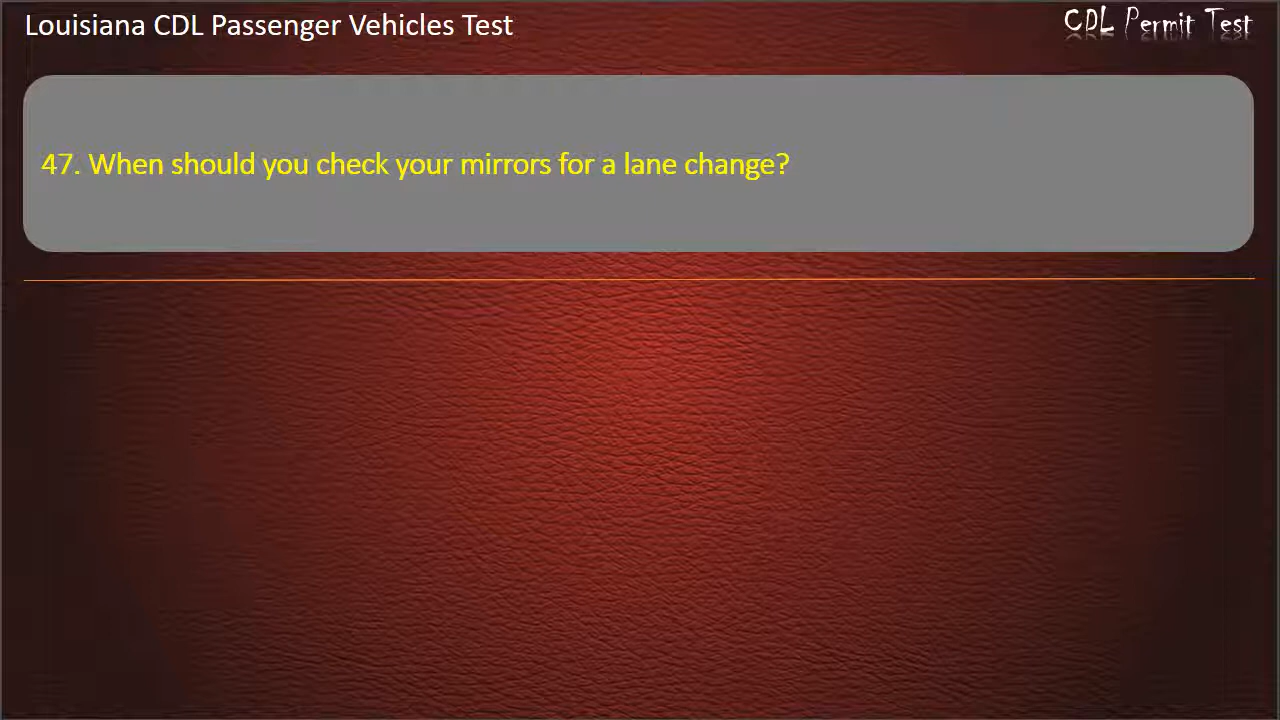 Louisiana CDL Passenger Vehicles Test
CDL Permit Test
47. When should you check your mirrors for a lane change?